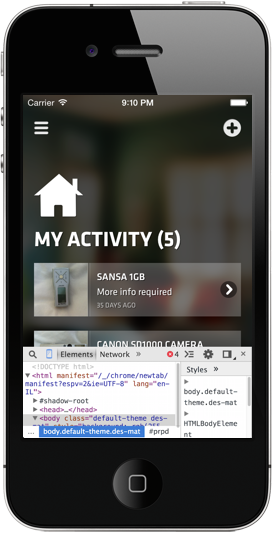 Carrier 9:10 PM
MY ACTIVITY (5)
SANSA 1GB
More info required
35 DAYS AGO
CANON SD1000 CAMERA
Elements Network » 4
<!DOCTYPE html>
▼<html manifest="/_/chrome/newtab/
manifest?espv=2&ie=UTF-8" lang="en-
IL">
▶#shadow-root
▶<head>…</head>
▼<body class="default-theme des-
... body.default-theme.des-mat #prpd
Styles »
▶
body.default-
theme.des-mat
▶
HTMLBodyEleme
nt